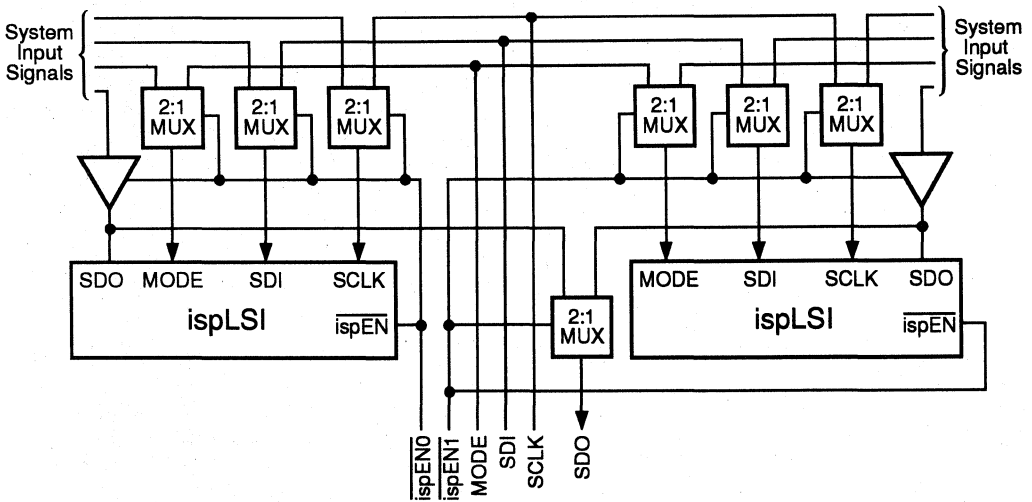 System
Input
Signals
System
Input
Signals
2:1
MUX
2:1
MUX
2:1
MUX
2:1
MUX
2:1
MUX
2:1
MUX
SDO MODE SDI SCLK
ispLSI
ispEN
MODE SDI SCLK SDO
ispLSI
ispEN
2:1
MUX
ispEN0
ispEN1
MODE
SDI
SCLK
SDO